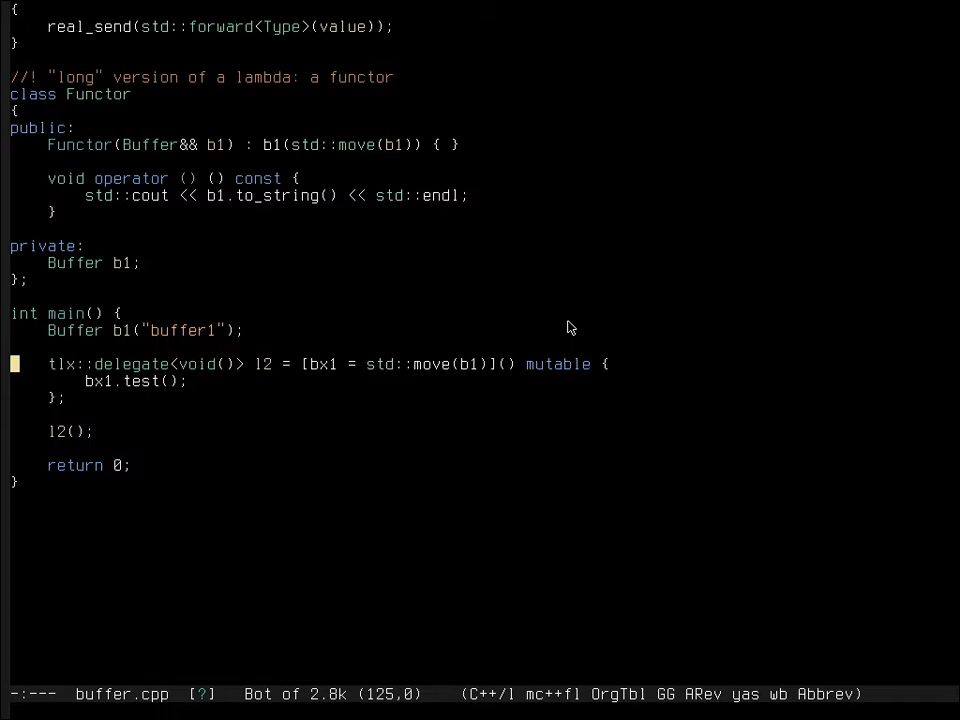 {
    real_send(std::forward<Type>(value));
}

//! "long" version of a lambda: a functor
class Functor
{
public:
    Functor(Buffer&& b1) : b1(std::move(b1)) { }

    void operator () () const {
        std::cout << b1.to_string() << std::endl;
    }

private:
    Buffer b1;
};

int main() {
    Buffer b1("buffer1");

    tlx::delegate<void()> l2 = [bx1 = std::move(b1)]() mutable {
        bx1.test();
    };

    l2();

    return 0;
}
-:--- buffer.cpp [?] Bot of 2.8k (125,0) (C++/l mc++fl OrgTbl GG ARev yas wb Abbrev)